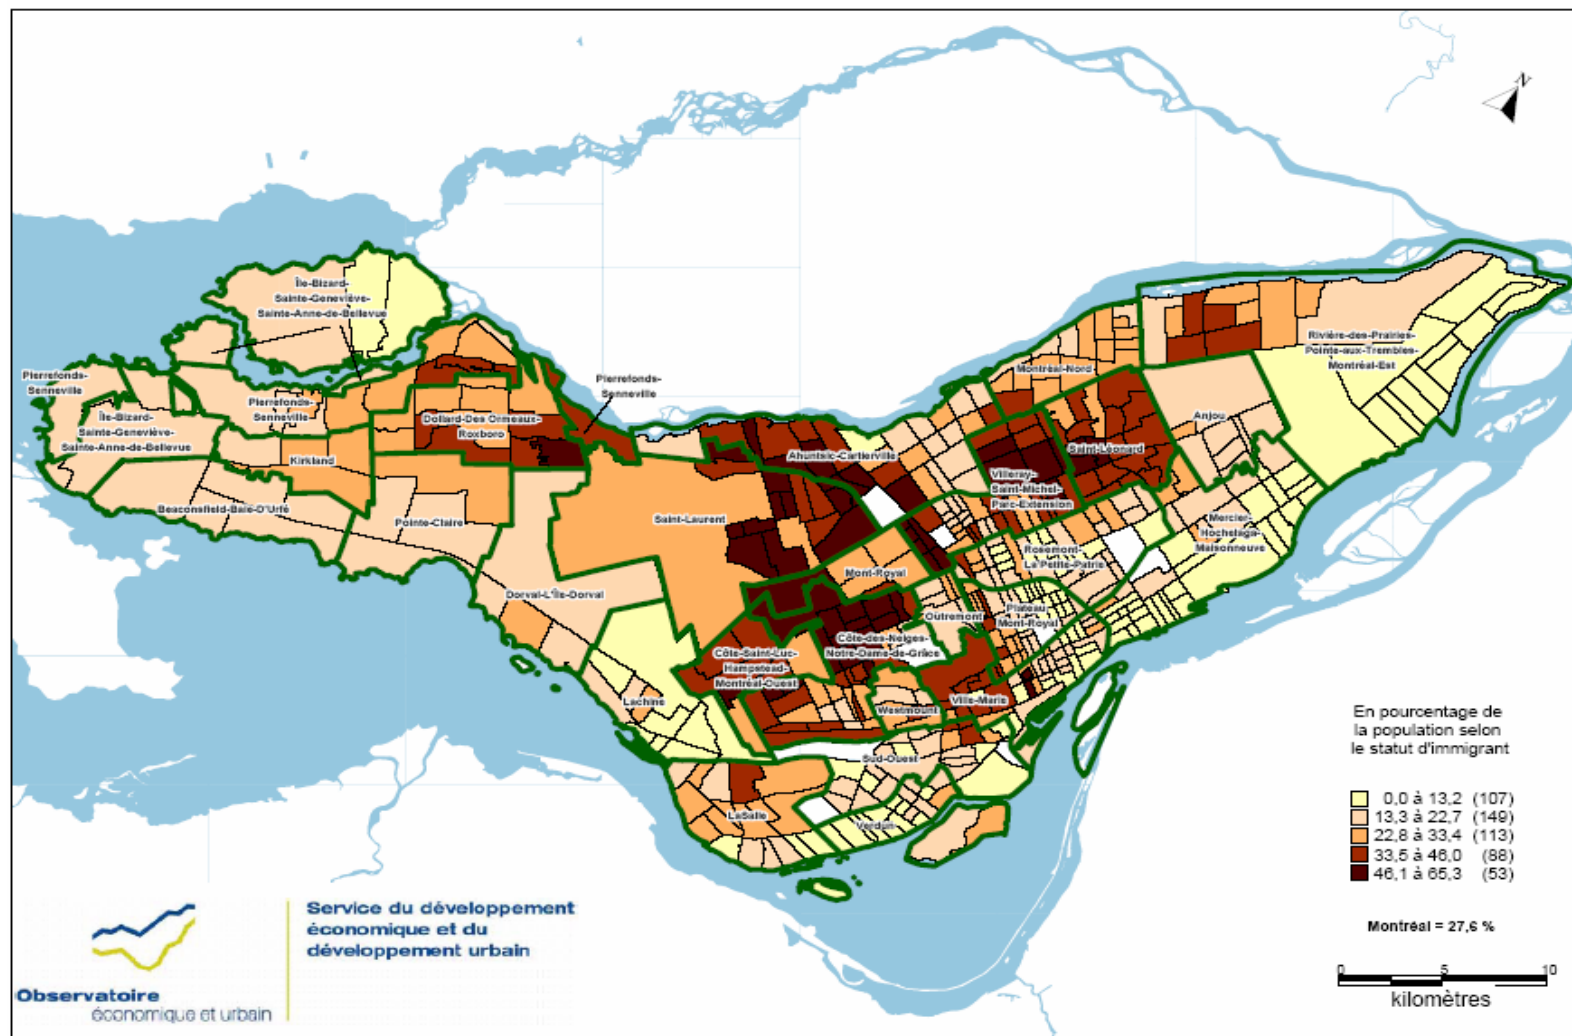 N
Île-Bizard-
Sainte-Geneviève-
Sainte-Anne-de-Bellevue
Pierrefonds-
Senneville
Île-Bizard-
Sainte-Geneviève-
Sainte-Anne-de-Bellevue
Pierrefonds-
Senneville
Kirkland
Beaconsfield-Baie-D'Urfé
Pointe-Claire
Dollard-Des Ormeaux-
Roxboro
Pierrefonds-
Senneville
Dorval-L'Île-Dorval
Saint-Laurent
Ahuntsic-Cartierville
Montréal-Nord
Rivière-des-Prairies-
Pointe-aux-Trembles-
Montréal-Est
Anjou
Saint-Léonard
Villeray-
Saint-Michel-
Parc-Extension
Mercier-
Hochelaga-
Maisonneuve
Rosemont-
La Petite-Patrie
Mont-Royal
Outremont
Plateau
Mont-Royal
Côte-des-Neiges-
Notre-Dame-de-Grâce
Côte-Saint-Luc-
Hampstead-
Montréal-Ouest
Westmount
Ville-Marie
Lachine
Sud-Ouest
LaSalle
Verdun
En pourcentage de
la population selon
le statut d'immigrant
0,0 à 13,2 (107)
13,3 à 22,7 (149)
22,8 à 33,4 (113)
33,5 à 46,0 (88)
46,1 à 65,3 (53)
Montréal = 27,6 %
0 5 10
kilomètres
Service du développement
économique et du
développement urbain
Observatoire
économique et urbain